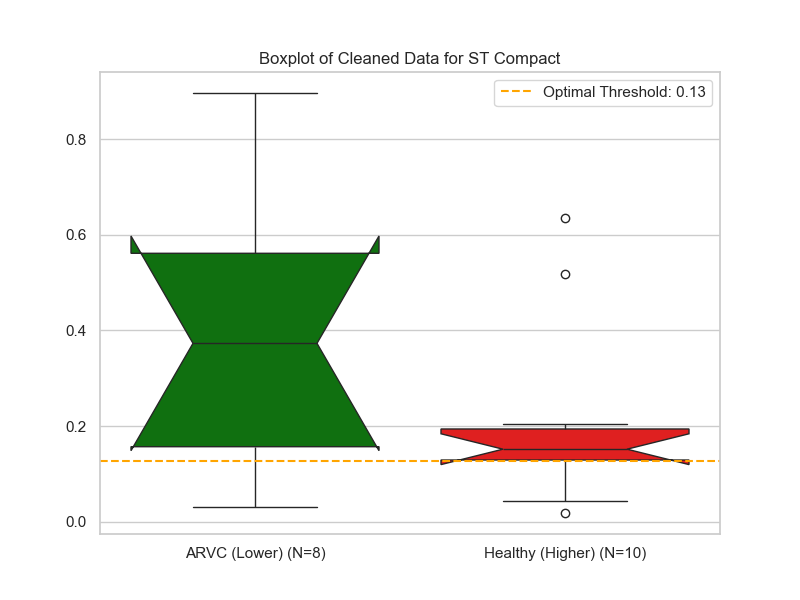 Boxplot of Cleaned Data for ST Compact
Optimal Threshold: 0.13
0.8
0.6
0.4
0.2
0.0
ARVC (Lower) (N=8)
Healthy (Higher) (N=10)